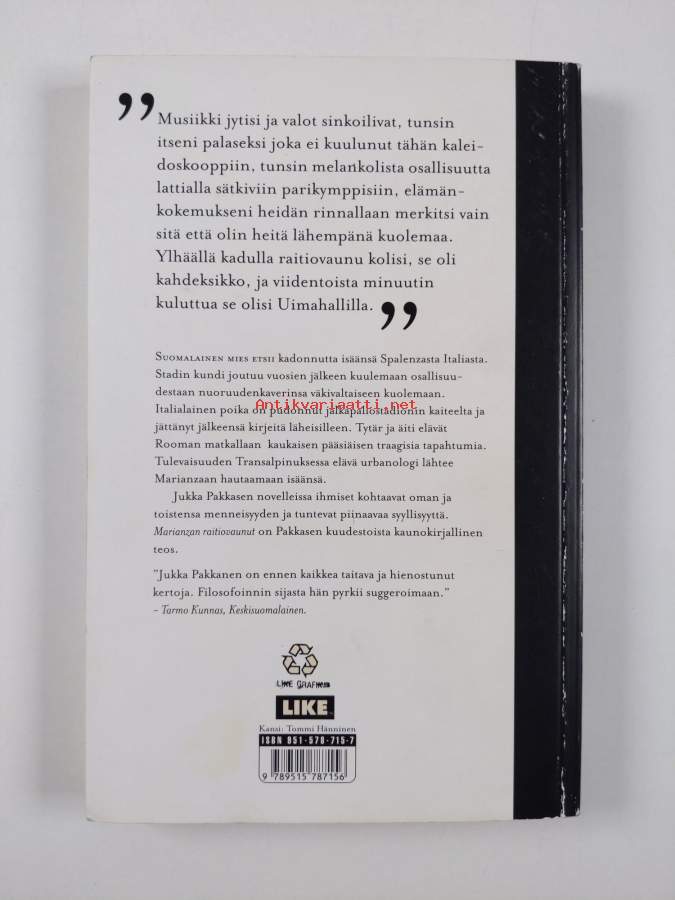 ”
Musiikki jytisi ja valot sinkoilivat, tunsin
itseni palaseksi joka ei kuulunut tähän kalei-
doskooppiin, tunsin melankolista osallisuutta
lattialla sätkiviin parikymppisiin, elämän-
kokemukseni heidän rinnallaan merkitsi vain
sitä että olin heitä lähempänä kuolemaa.
Ylhäällä kadulla raitiovaunu kolisi, se oli
kahdeksikko, ja viidentoista minuutin
kuluttua se olisi Uimahallilla. ”
SUOMALAINEN MIES ETSII kadonnutta isäänsä Spalenzasta Italiasta.
Stadin kundi joutuu vuosien jälkeen kuulemaan osallisuu-
destaan nuoruudenkaverinsa väkivaltaiseen kuolemaan.
Antikvariaatti.net
Italialainen poika on pudonnut jalkapallostadionin kaiteelta ja
jättänyt jälkeensä kirjeitä läheisilleen. Tytär ja äiti elävät
Rooman matkallaan kaukaisen pääsiäisen traagisia tapahtumia.
Tulevaisuuden Transalpinuksessa elävä urbanologi lähtee
Marianzaan hautaamaan isäänsä.
Jukka Pakkasen novelleissa ihmiset kohtaavat oman ja
toistensa menneisyyden ja tuntevat piinaavaa syyllisyyttä.
Marianzan raitiovaunut on Pakkasen kuudestoista kaunokirjallinen
teos.
”Jukka Pakkanen on ennen kaikkea taitava ja hienostunut
kertoja. Filosofoinnin sijasta hän pyrkii suggeroimaan.”
– Tarmo Kunnas, Keskisuomalainen.
LIKE
Kansi: Tommi Hänninen
ISBN 951-578-715-7
9 789515 787156